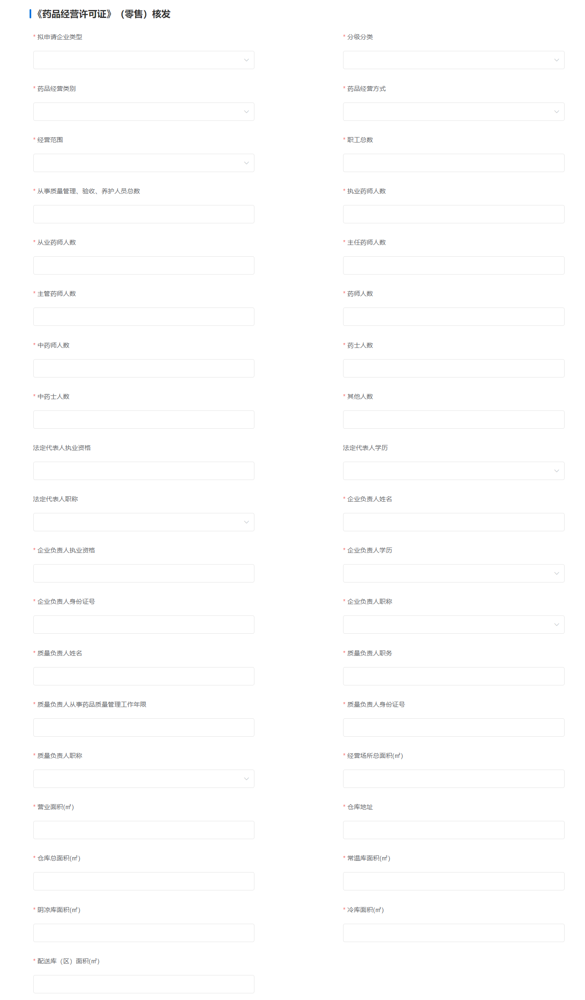 《药品经营许可证》（零售）核发
* 拟申请企业类型
* 分级分类
* 药品经营类别
* 药品经营方式
* 经营范围
* 职工总数
* 从事质量管理、验收、养护人员总数
* 执业药师人数
* 从业药师人数
* 主任药师人数
* 主管药师人数
* 药师人数
* 中药师人数
* 药士人数
* 中药士人数
* 其他人数
法定代表人执业资格
法定代表人学历
法定代表人职称
* 企业负责人姓名
* 企业负责人执业资格
* 企业负责人学历
* 企业负责人身份证号
* 企业负责人职称
* 质量负责人姓名
* 质量负责人职务
* 质量负责人从事药品质量管理工作年限
* 质量负责人身份证号
* 质量负责人职称
* 经营场所总面积(㎡)
* 营业面积(㎡)
* 仓库地址
* 仓库总面积(㎡)
* 常温库面积(㎡)
* 阴凉库面积(㎡)
* 冷库面积(㎡)
* 配送库（区）面积(㎡)